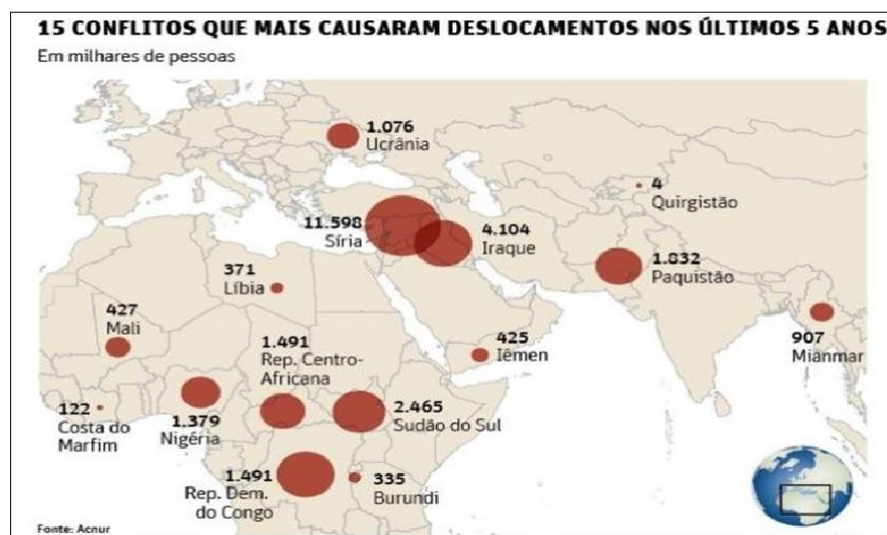 15 CONFLITOS QUE MAIS CAUSARAM DESLOCAMENTOS NOS ÚLTIMOS 5 ANOS
Em milhares de pessoas
1.076
Ucrânia
4
Quirgistão
11.598
Síria
4.104
Iraque
1.832
Paquistão
371
Líbia
427
Mali
1.491
Rep. Centro-
Africana
425
Iêmen
907
Mianmar
122
Costa do
Marfim
1.379
Nigéria
2.465
Sudão do Sul
1.491
Rep. Dem.
do Congo
335
Burundi
Fonte: Acnur